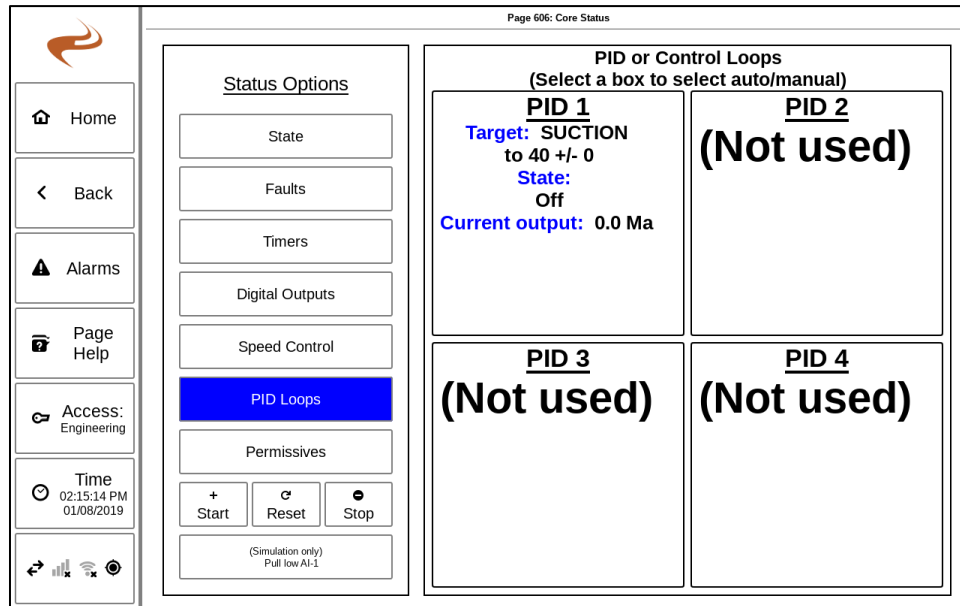 Page 606: Core Status
Home
Back
Alarms
Page
Help
Access:
Engineering
Time
02:15:14 PM
01/08/2019
Status Options
State
Faults
Timers
Digital Outputs
Speed Control
PID Loops
Permissives
+
Start
Reset
Stop
(Simulation only)
Pull low AI-1
PID or Control Loops
(Select a box to select auto/manual)
PID 1
Target: SUCTION
to 40 +/- 0
State:
Off
Current output: 0.0 Ma
PID 2
(Not used)
PID 3
(Not used)
PID 4
(Not used)